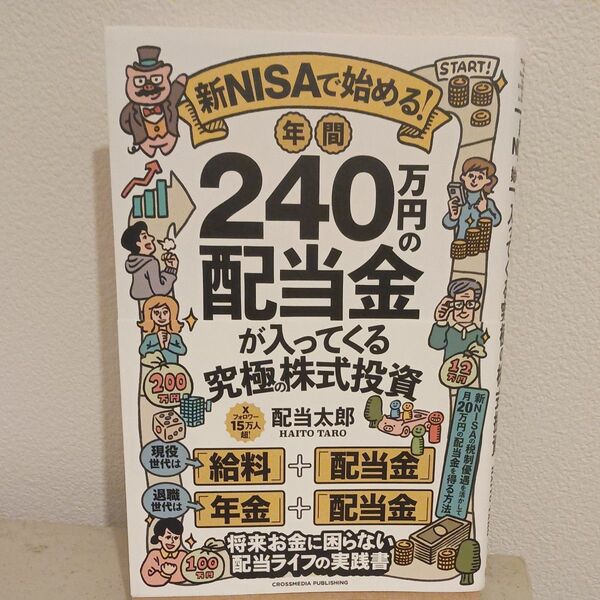 START!
新NISAで始める!
年間
240万円の
配当金
が入ってくる
究極の株式投資
200万円
12万円
Xフォロワー
15万人
超!
配当太郎
HAITO TARO
新NISAの税制優遇を活かして
月20万円の配当金を得る方法
現役
世代は
給料+配当金
退職
世代は
年金+配当金
100万円
将来お金に困らない
配当ライフの実践書
CROSSMEDIA PUBLISHING